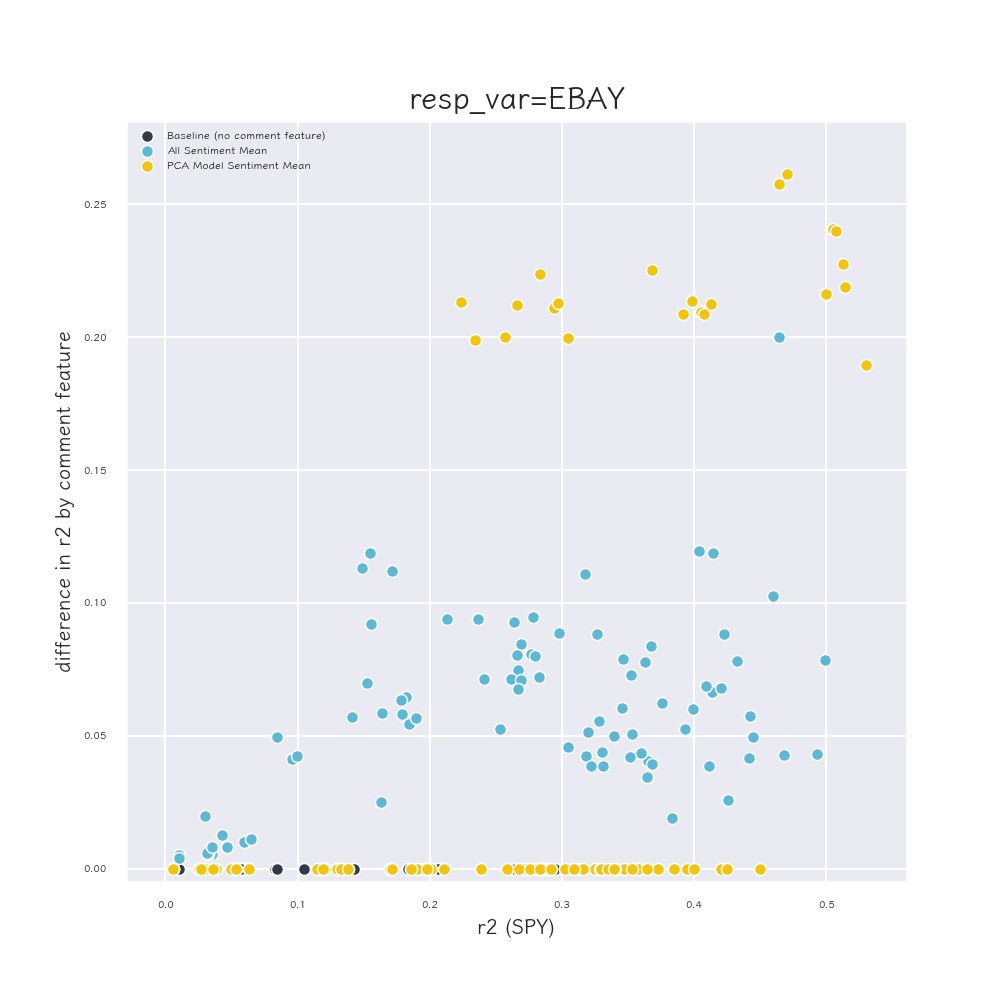 resp_var=EBAY
Baseline (no comment feature)
All Sentiment Mean
PCA Model Sentiment Mean
difference in r2 by comment feature
0.25
0.20
0.15
0.10
0.05
0.00
0.0 0.1 0.2 0.3 0.4 0.5
r2 (SPY)